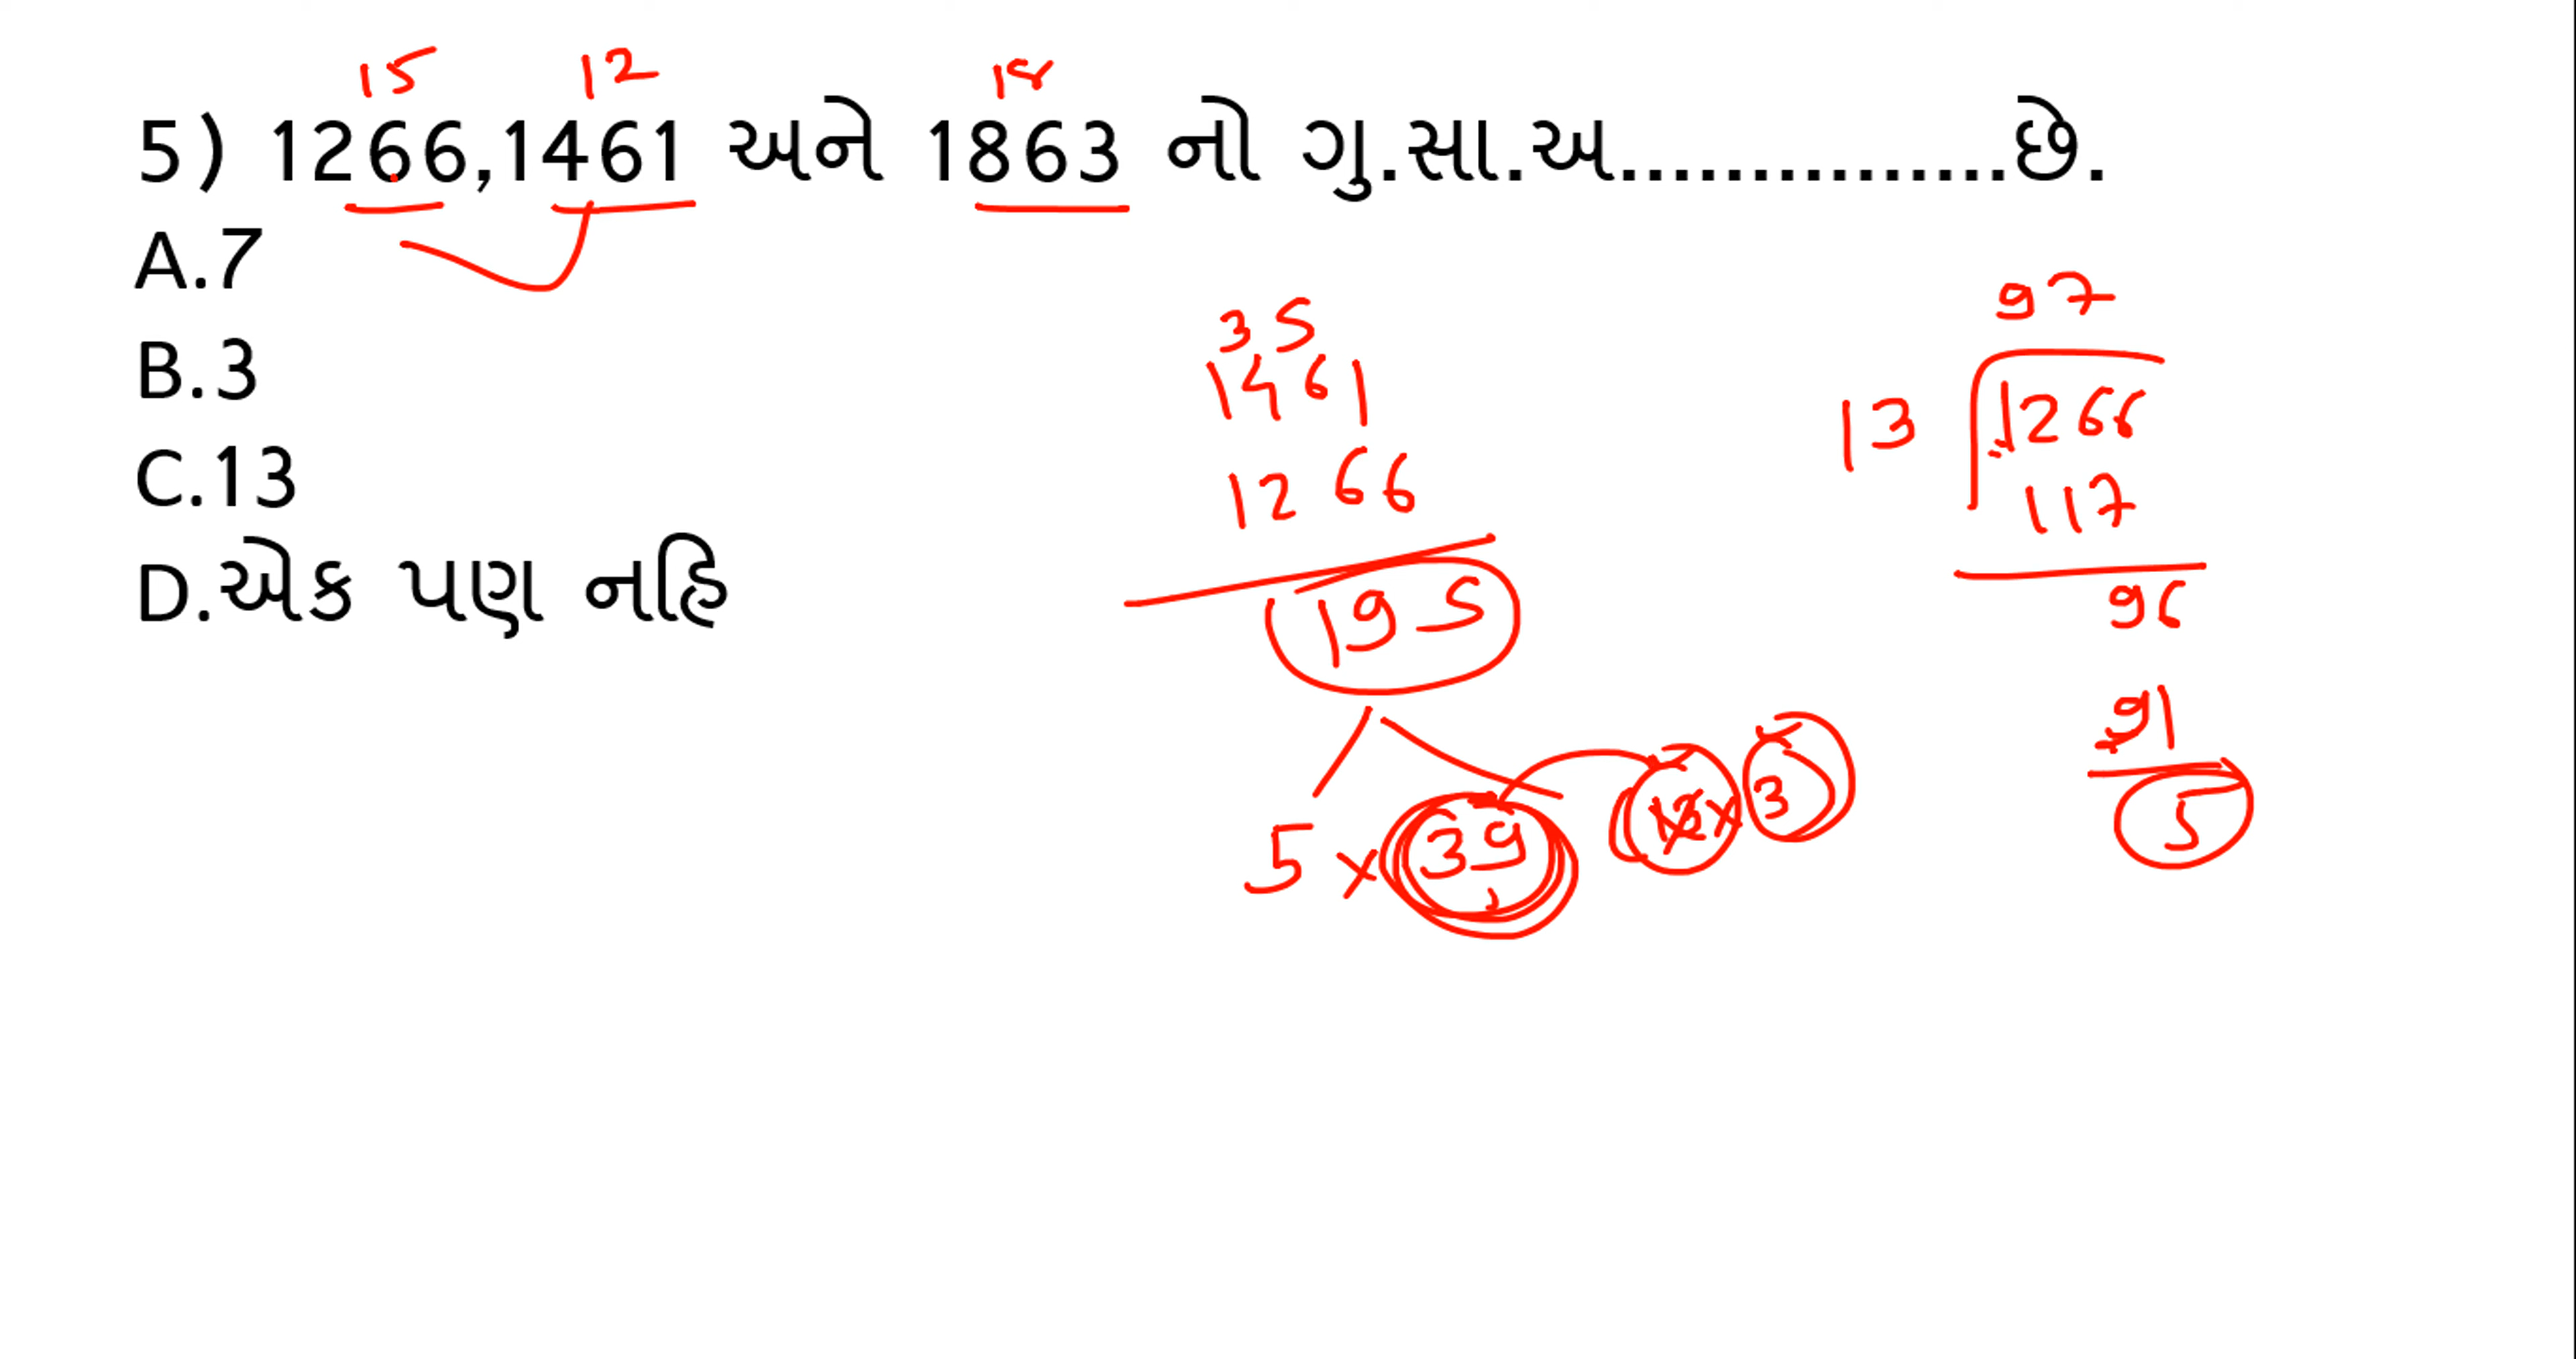 15 12 18
5) 1266,1461 અને 1863 નો ગુ.સા.અ...............છે.
A.7
B.3
C.13
D.એક પણ નહિ
35
1461
1266
195
5 x 39 13 x 3
97
13 1266
117
96
91
5